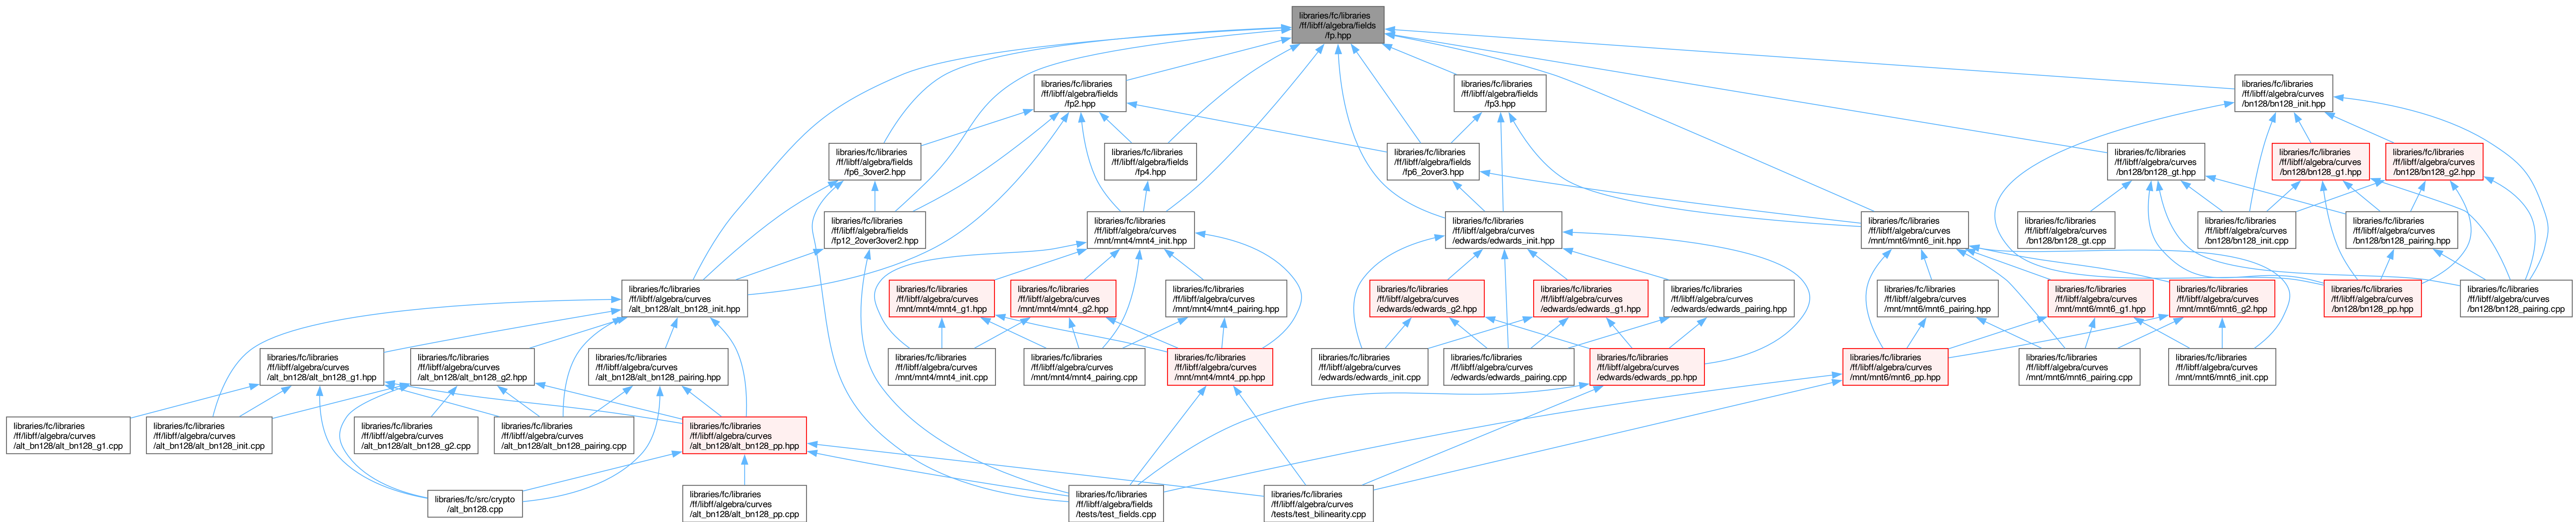 libraries/fc/libraries
/ff/libff/algebra/fields
/fp.hpp
libraries/fc/libraries
/ff/libff/algebra/fields
/fp2.hpp
libraries/fc/libraries
/ff/libff/algebra/fields
/fp3.hpp
libraries/fc/libraries
/ff/libff/algebra/curves
/bn128/bn128_init.hpp
libraries/fc/libraries
/ff/libff/algebra/fields
/fp6_3over2.hpp
libraries/fc/libraries
/ff/libff/algebra/fields
/fp4.hpp
libraries/fc/libraries
/ff/libff/algebra/fields
/fp6_2over3.hpp
libraries/fc/libraries
/ff/libff/algebra/curves
/bn128/bn128_gt.hpp
libraries/fc/libraries
/ff/libff/algebra/curves
/bn128/bn128_g1.hpp
libraries/fc/libraries
/ff/libff/algebra/curves
/bn128/bn128_g2.hpp
libraries/fc/libraries
/ff/libff/algebra/fields
/fp12_2over3over2.hpp
libraries/fc/libraries
/ff/libff/algebra/curves
/mnt/mnt4/mnt4_init.hpp
libraries/fc/libraries
/ff/libff/algebra/curves
/edwards/edwards_init.hpp
libraries/fc/libraries
/ff/libff/algebra/curves
/mnt/mnt6/mnt6_init.hpp
libraries/fc/libraries
/ff/libff/algebra/curves
/bn128/bn128_gt.cpp
libraries/fc/libraries
/ff/libff/algebra/curves
/bn128/bn128_init.cpp
libraries/fc/libraries
/ff/libff/algebra/curves
/bn128/bn128_pairing.hpp
libraries/fc/libraries
/ff/libff/algebra/curves
/alt_bn128/alt_bn128_init.hpp
libraries/fc/libraries
/ff/libff/algebra/curves
/mnt/mnt4/mnt4_g1.hpp
libraries/fc/libraries
/ff/libff/algebra/curves
/mnt/mnt4/mnt4_g2.hpp
libraries/fc/libraries
/ff/libff/algebra/curves
/mnt/mnt4/mnt4_pairing.hpp
libraries/fc/libraries
/ff/libff/algebra/curves
/edwards/edwards_g2.hpp
libraries/fc/libraries
/ff/libff/algebra/curves
/edwards/edwards_g1.hpp
libraries/fc/libraries
/ff/libff/algebra/curves
/edwards/edwards_pairing.hpp
libraries/fc/libraries
/ff/libff/algebra/curves
/mnt/mnt6/mnt6_pairing.hpp
libraries/fc/libraries
/ff/libff/algebra/curves
/mnt/mnt6/mnt6_g1.hpp
libraries/fc/libraries
/ff/libff/algebra/curves
/mnt/mnt6/mnt6_g2.hpp
libraries/fc/libraries
/ff/libff/algebra/curves
/bn128/bn128_pp.hpp
libraries/fc/libraries
/ff/libff/algebra/curves
/bn128/bn128_pairing.cpp
libraries/fc/libraries
/ff/libff/algebra/curves
/alt_bn128/alt_bn128_g1.hpp
libraries/fc/libraries
/ff/libff/algebra/curves
/alt_bn128/alt_bn128_g2.hpp
libraries/fc/libraries
/ff/libff/algebra/curves
/alt_bn128/alt_bn128_pairing.hpp
libraries/fc/libraries
/ff/libff/algebra/curves
/mnt/mnt4/mnt4_init.cpp
libraries/fc/libraries
/ff/libff/algebra/curves
/mnt/mnt4/mnt4_pairing.cpp
libraries/fc/libraries
/ff/libff/algebra/curves
/mnt/mnt4/mnt4_pp.hpp
libraries/fc/libraries
/ff/libff/algebra/curves
/edwards/edwards_init.cpp
libraries/fc/libraries
/ff/libff/algebra/curves
/edwards/edwards_pairing.cpp
libraries/fc/libraries
/ff/libff/algebra/curves
/edwards/edwards_pp.hpp
libraries/fc/libraries
/ff/libff/algebra/curves
/mnt/mnt6/mnt6_pp.hpp
libraries/fc/libraries
/ff/libff/algebra/curves
/mnt/mnt6/mnt6_pairing.cpp
libraries/fc/libraries
/ff/libff/algebra/curves
/mnt/mnt6/mnt6_init.cpp
libraries/fc/libraries
/ff/libff/algebra/curves
/alt_bn128/alt_bn128_g1.cpp
libraries/fc/libraries
/ff/libff/algebra/curves
/alt_bn128/alt_bn128_init.cpp
libraries/fc/libraries
/ff/libff/algebra/curves
/alt_bn128/alt_bn128_g2.cpp
libraries/fc/libraries
/ff/libff/algebra/curves
/alt_bn128/alt_bn128_pairing.cpp
libraries/fc/libraries
/ff/libff/algebra/curves
/alt_bn128/alt_bn128_pp.hpp
libraries/fc/src/crypto
/alt_bn128.cpp
libraries/fc/libraries
/ff/libff/algebra/curves
/alt_bn128/alt_bn128_pp.cpp
libraries/fc/libraries
/ff/libff/algebra/fields
/tests/test_fields.cpp
libraries/fc/libraries
/ff/libff/algebra/curves
/tests/test_bilinearity.cpp